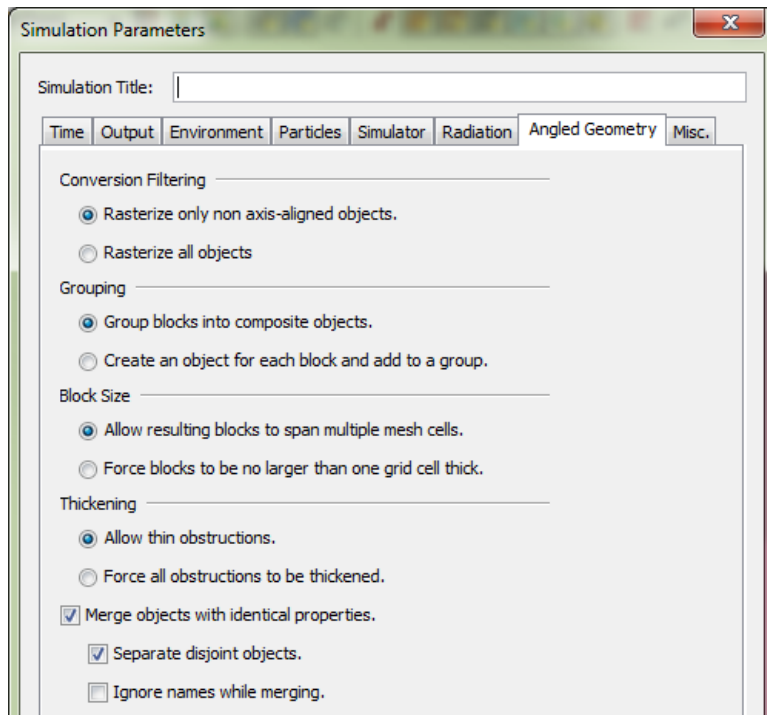 Simulation Parameters
Simulation Title:
Time Output Environment Particles Simulator Radiation Angled Geometry Misc.
Conversion Filtering
Rasterize only non axis-aligned objects.
Rasterize all objects
Grouping
Group blocks into composite objects.
Create an object for each block and add to a group.
Block Size
Allow resulting blocks to span multiple mesh cells.
Force blocks to be no larger than one grid cell thick.
Thickening
Allow thin obstructions.
Force all obstructions to be thickened.
Merge objects with identical properties.
Separate disjoint objects.
Ignore names while merging.